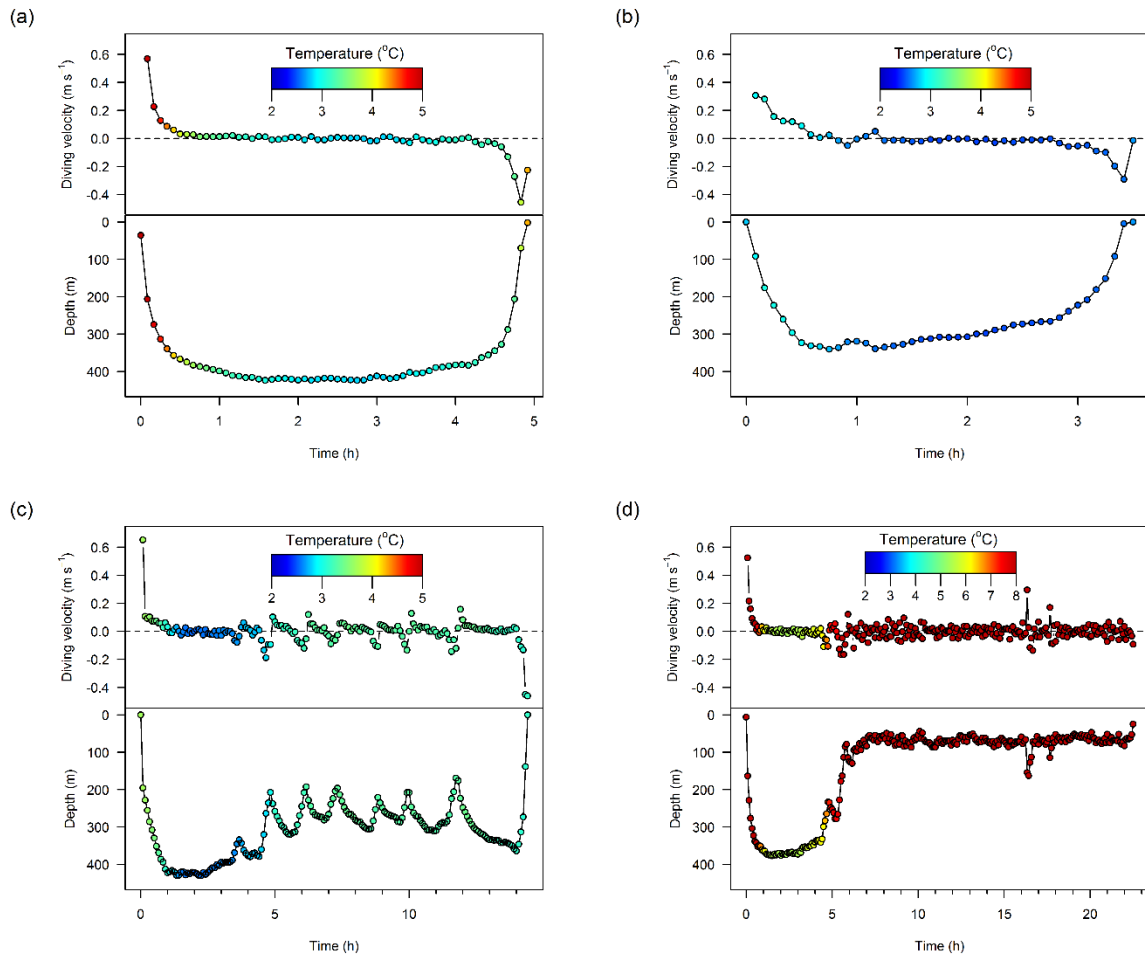 (a)
Temperature (°C)
2 3 4 5
Diving velocity (m s⁻¹)
0.6
0.4
0.2
0.0
-0.2
-0.4
Depth (m)
0
100
200
300
400
0 1 2 3 4 5
Time (h)
(b)
Temperature (°C)
2 3 4 5
Diving velocity (m s⁻¹)
0.6
0.4
0.2
0.0
-0.2
-0.4
Depth (m)
0
100
200
300
400
0 1 2 3
Time (h)
(c)
Temperature (°C)
2 3 4 5
Diving velocity (m s⁻¹)
0.6
0.4
0.2
0.0
-0.2
-0.4
Depth (m)
0
100
200
300
400
0 5 10
Time (h)
(d)
Temperature (°C)
2 3 4 5 6 7 8
Diving velocity (m s⁻¹)
0.6
0.4
0.2
0.0
-0.2
-0.4
Depth (m)
0
100
200
300
400
0 5 10 15 20
Time (h)